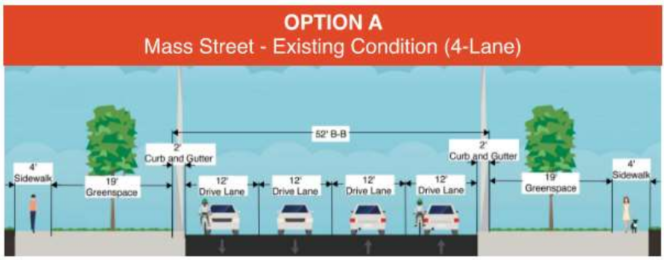 OPTION A
Mass Street - Existing Condition (4-Lane)
52' B-B
2'
Curb and Gutter
2'
Curb and Gutter
4'
Sidewalk
19'
Greenspace
12'
Drive Lane
12'
Drive Lane
12'
Drive Lane
12'
Drive Lane
19'
Greenspace
4'
Sidewalk